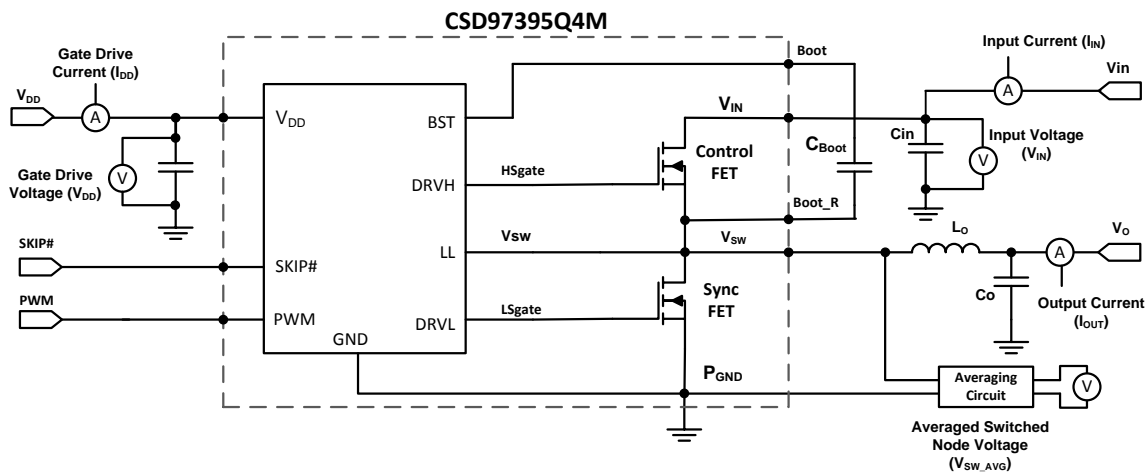 CSD97395Q4M
Gate Drive
Current (IDD)
VDD
A
V
Gate Drive
Voltage (VDD)
SKIP#
PWM
VDD
BST
DRVH
LL
SKIP#
PWM
DRVL
GND
HSgate
Vsw
LSgate
Boot
VIN
Control
FET
CBoot
Boot_R
VSW
Sync
FET
PGND
Input Current (IIN)
Vin
A
Cin
V
Input Voltage
(VIN)
LO
VO
A
Co
Output Current
(IOUT)
Averaging
Circuit
V
Averaged Switched
Node Voltage
(VSW_AVG)